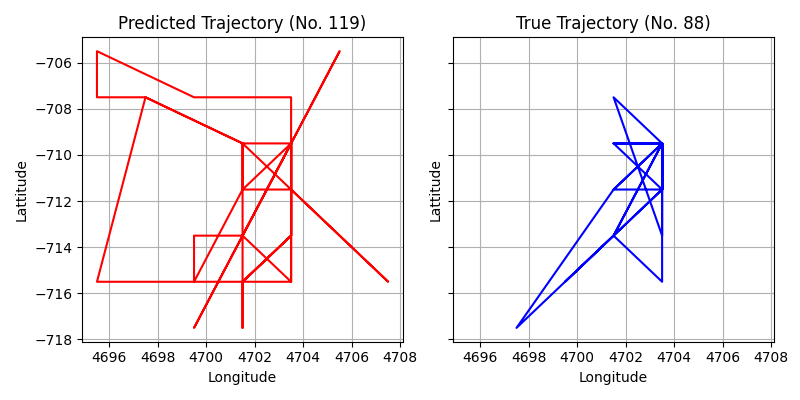 Predicted Trajectory (No. 119)
True Trajectory (No. 88)
Lattitude
−706
−708
−710
−712
−714
−716
−718
4696 4698 4700 4702 4704 4706 4708
Longitude
Lattitude
4696 4698 4700 4702 4704 4706 4708
Longitude